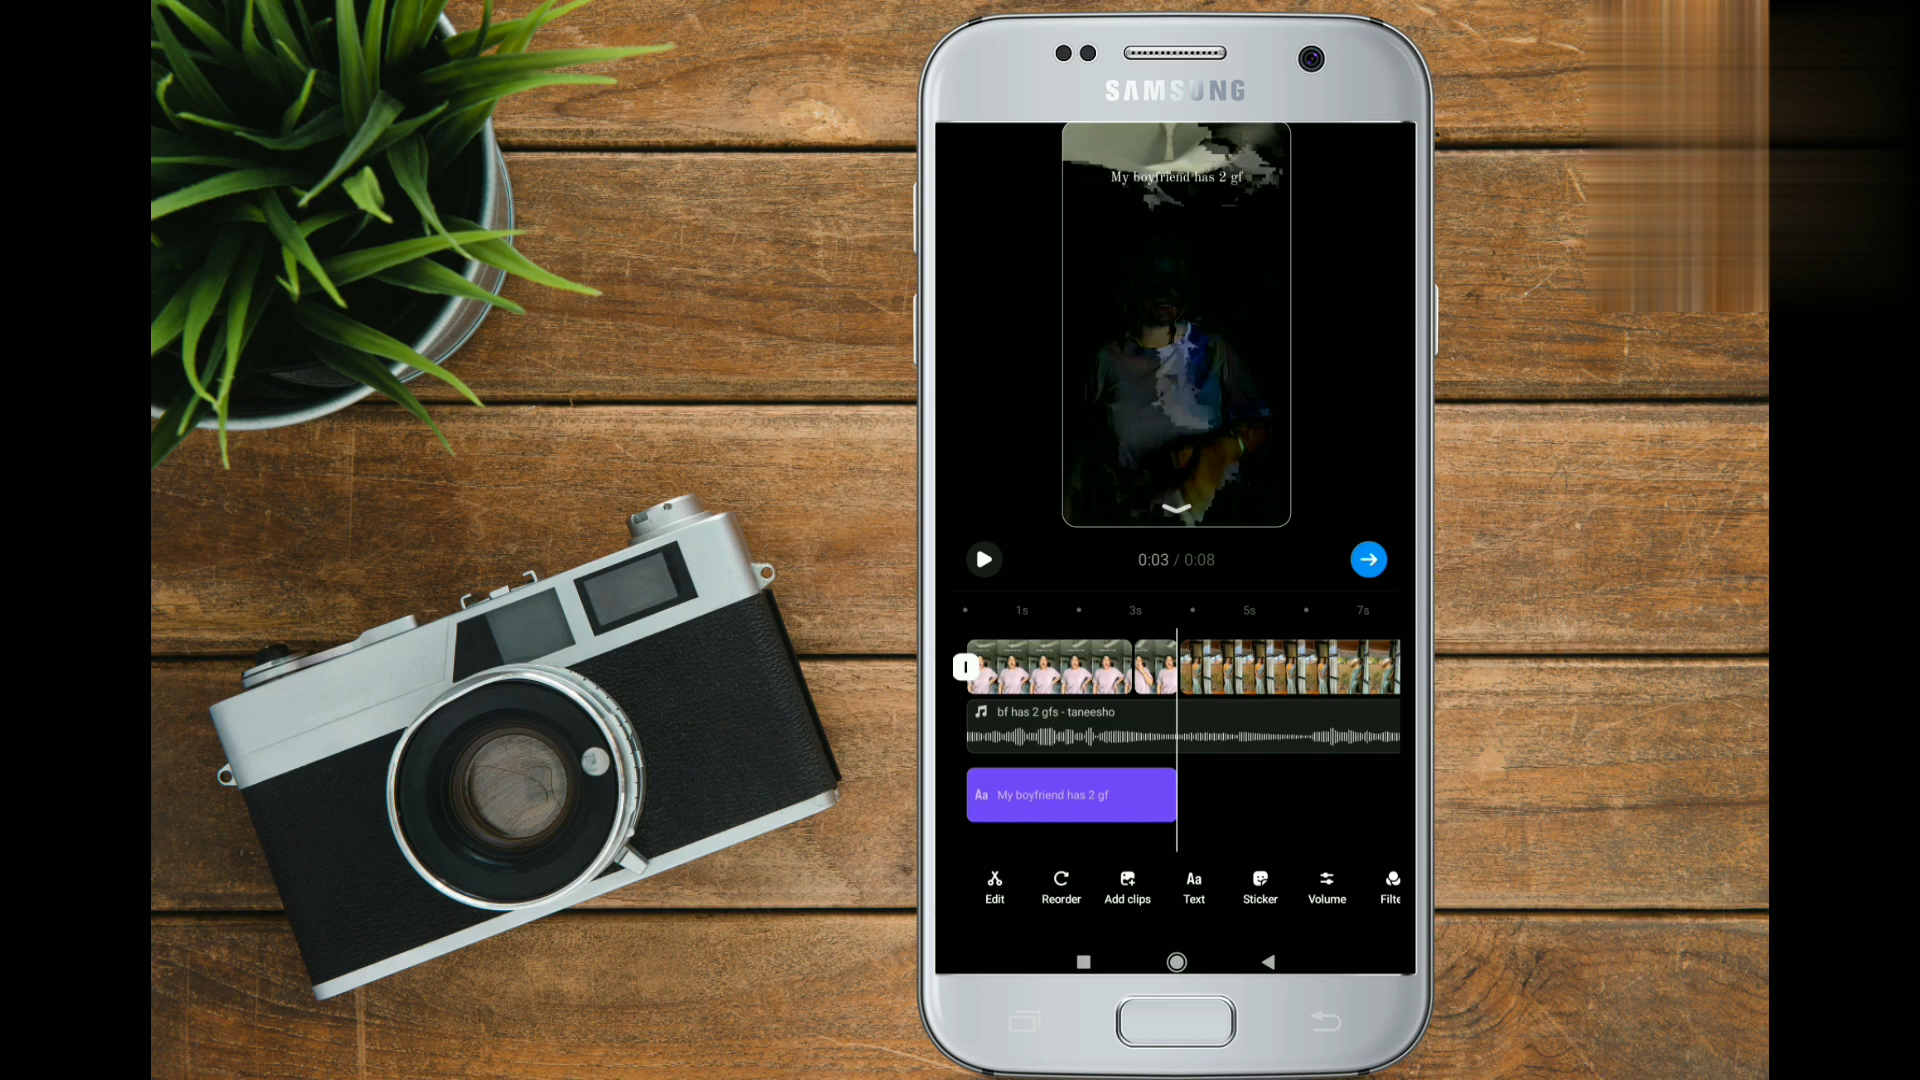 SAMSUNG
My boyfriend has 2 gf
0:03 / 0:08
1s 3s 5s 7s
bf has 2 gfs - taneesho
Aa My boyfriend has 2 gf
Aa
Edit Reorder Add clips Text Sticker Volume Filte